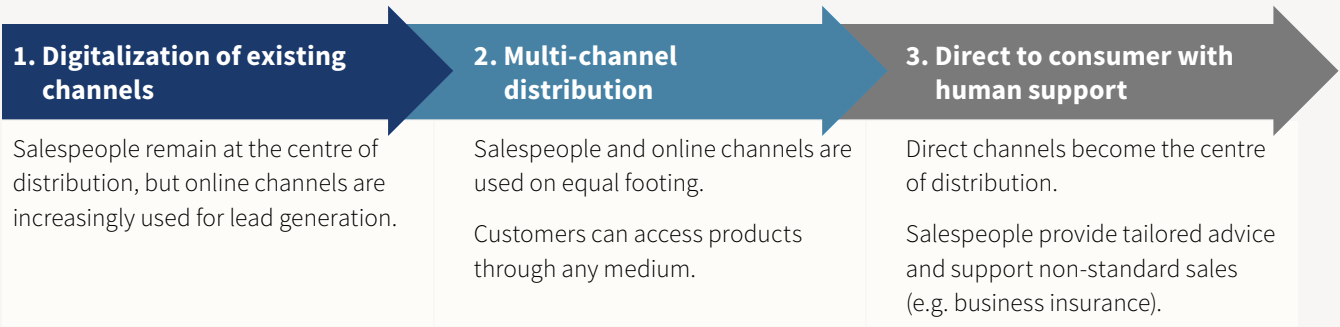 1. Digitalization of existing
channels
Salespeople remain at the centre of
distribution, but online channels are
increasingly used for lead generation.
2. Multi-channel
distribution
Salespeople and online channels are
used on equal footing.
Customers can access products
through any medium.
3. Direct to consumer with
human support
Direct channels become the centre
of distribution.
Salespeople provide tailored advice
and support non-standard sales
(e.g. business insurance).